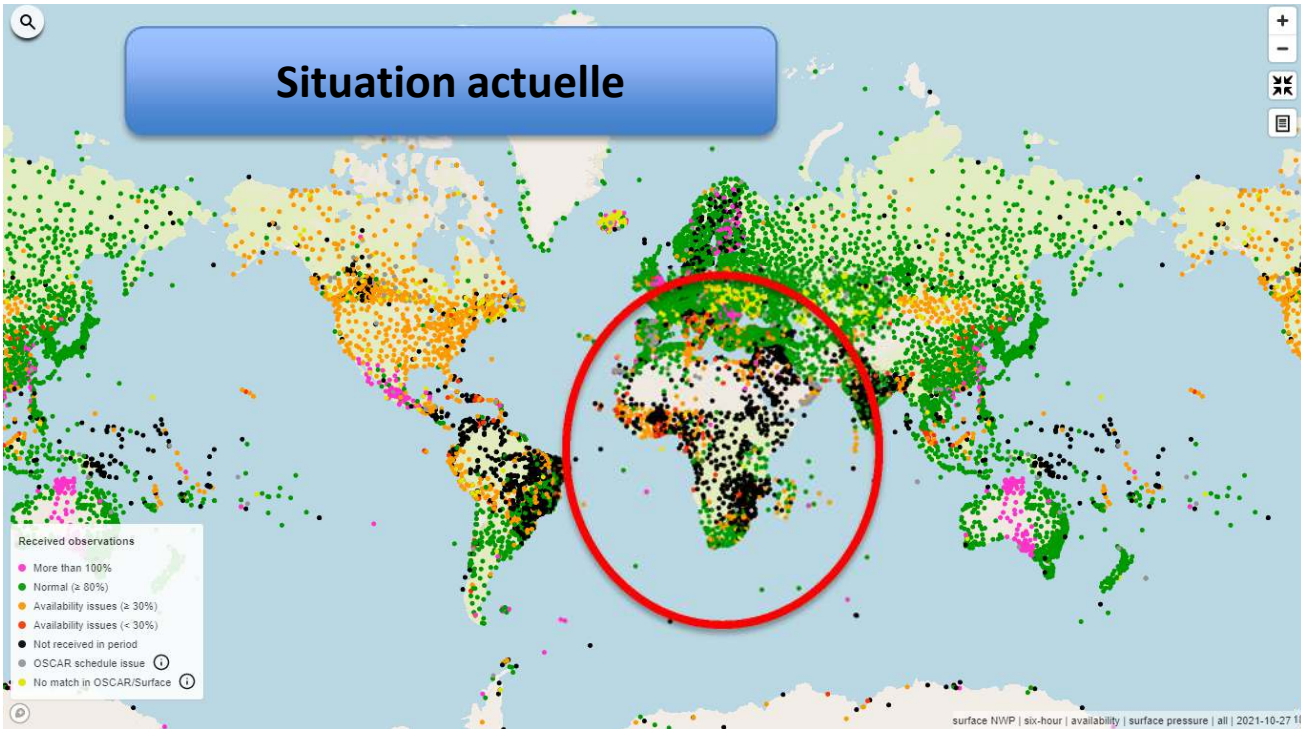 Situation actuelle
+
−
Received observations
More than 100%
Normal (≥ 80%)
Availability issues (≥ 30%)
Availability issues (< 30%)
Not received in period
OSCAR schedule issue
No match in OSCAR/Surface
surface NWP | six-hour | availability | surface pressure | all | 2021-10-27